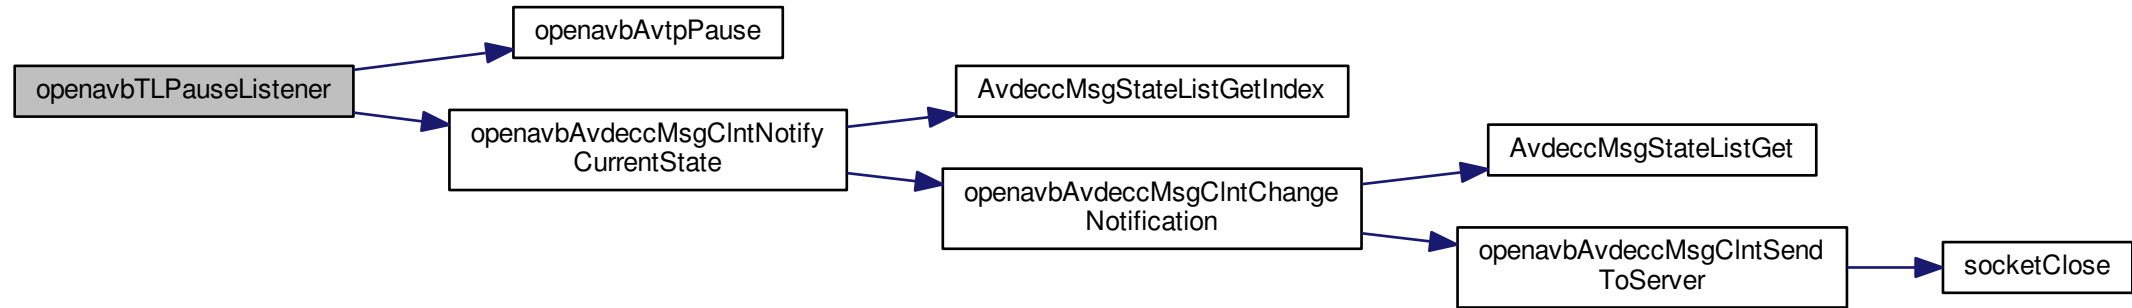 openavbTLPauseListener
openavbAvtpPause
openavbAvdeccMsgClntNotify
CurrentState
AvdeccMsgStateListGetIndex
openavbAvdeccMsgClntChange
Notification
AvdeccMsgStateListGet
openavbAvdeccMsgClntSend
ToServer
socketClose